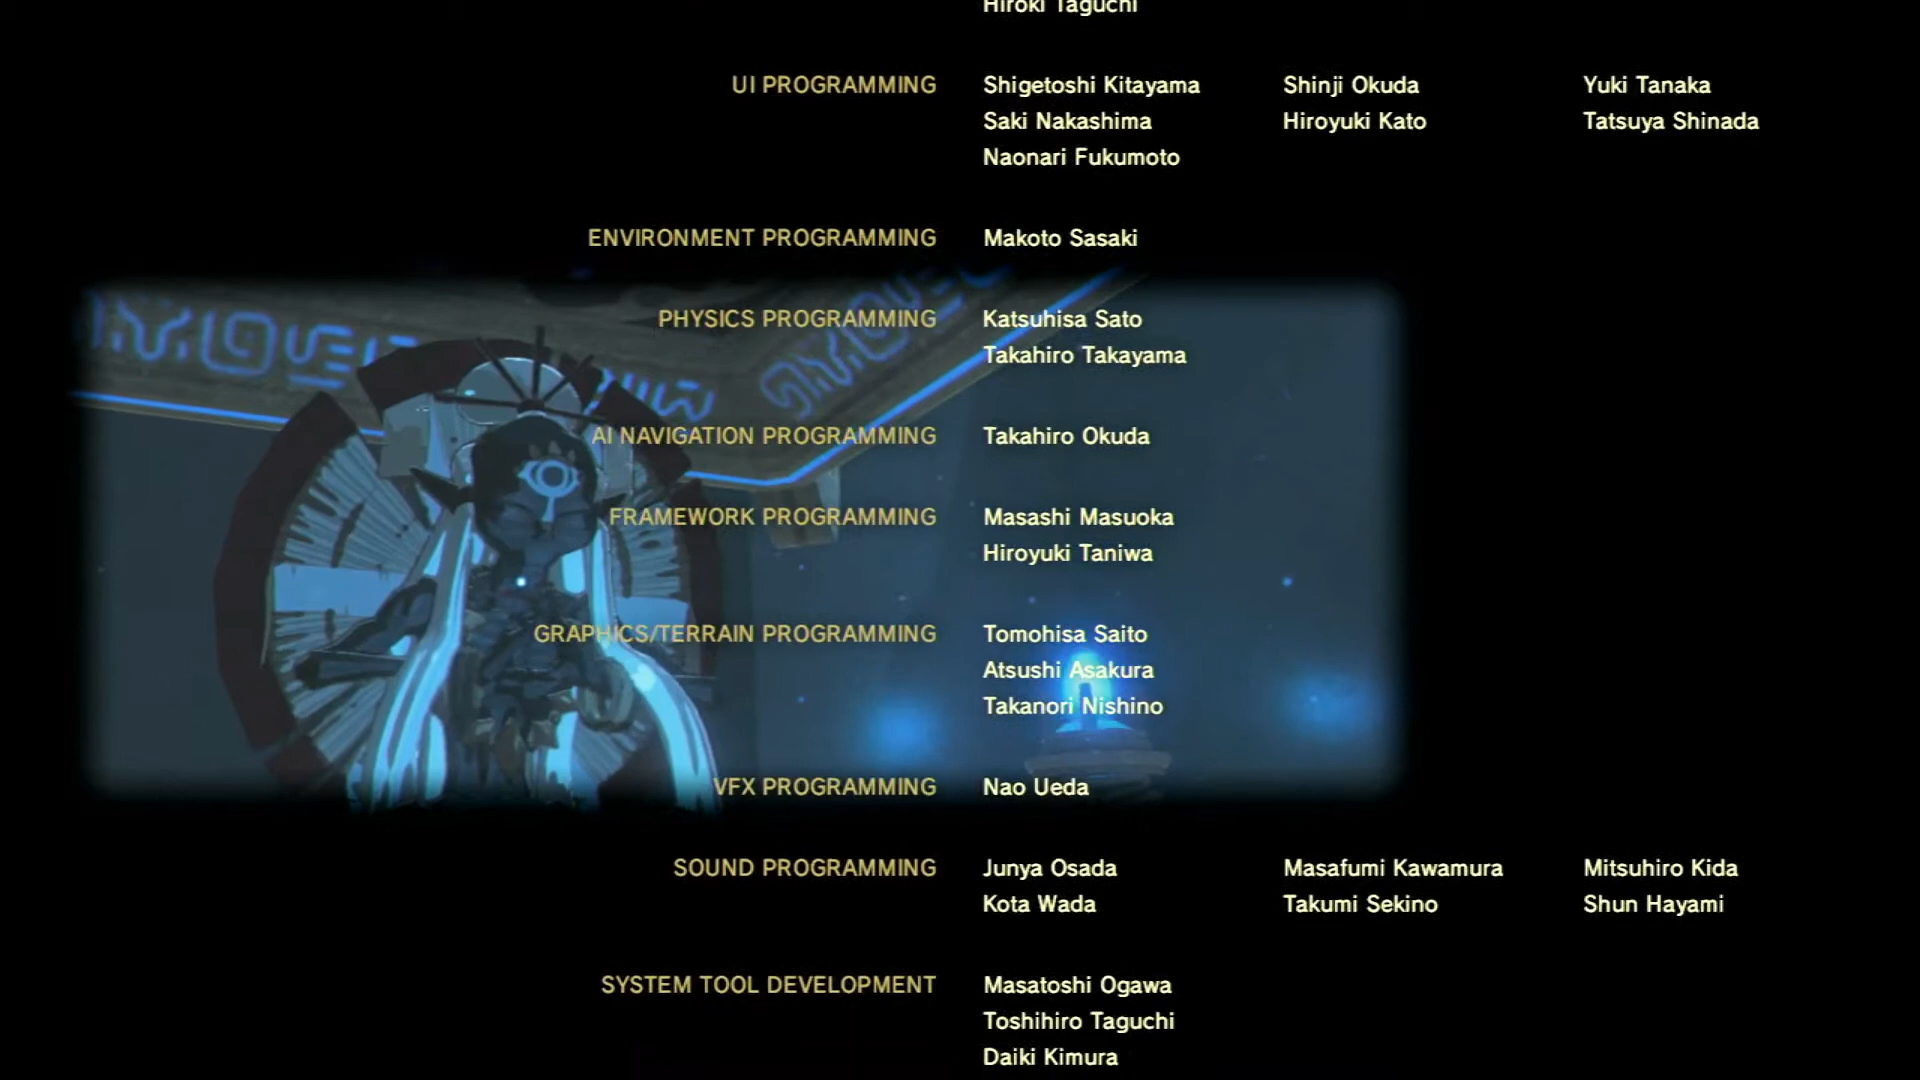 Hiroki Taguchi
UI PROGRAMMING Shigetoshi Kitayama Shinji Okuda Yuki Tanaka
Saki Nakashima Hiroyuki Kato Tatsuya Shinada
Naonari Fukumoto
ENVIRONMENT PROGRAMMING Makoto Sasaki
PHYSICS PROGRAMMING Katsuhisa Sato
Takahiro Takayama
AI NAVIGATION PROGRAMMING Takahiro Okuda
FRAMEWORK PROGRAMMING Masashi Masuoka
Hiroyuki Taniwa
GRAPHICS/TERRAIN PROGRAMMING Tomohisa Saito
Atsushi Asakura
Takanori Nishino
VFX PROGRAMMING Nao Ueda
SOUND PROGRAMMING Junya Osada Masafumi Kawamura Mitsuhiro Kida
Kota Wada Takumi Sekino Shun Hayami
SYSTEM TOOL DEVELOPMENT Masatoshi Ogawa
Toshihiro Taguchi
Daiki Kimura